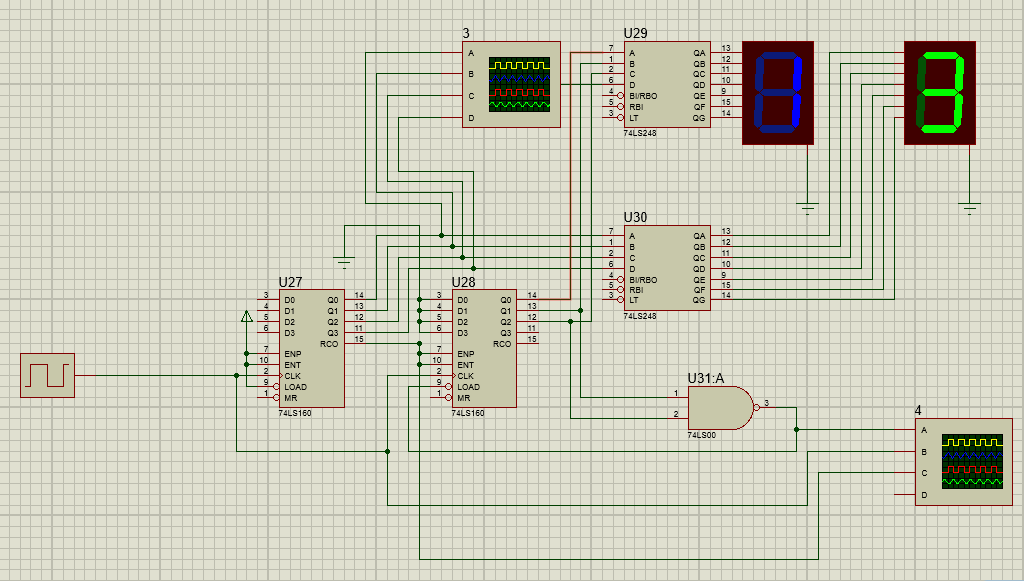 3
A
B
C
D
U29
7 A QA 13
1 B QB 12
2 C QC 11
6 D QD 10
4 BI/RBO QE 9
5 RBI QF 15
3 LT QG 14
74LS248
U30
7 A QA 13
1 B QB 12
2 C QC 11
6 D QD 10
4 BI/RBO QE 9
5 RBI QF 15
3 LT QG 14
74LS248
U27
3 D0 Q0 14
4 D1 Q1 13
5 D2 Q2 12
6 D3 Q3 11
RCO 15
7 ENP
10 ENT
2 CLK
9 LOAD
1 MR
74LS160
U28
3 D0 Q0 14
4 D1 Q1 13
5 D2 Q2 12
6 D3 Q3 11
RCO 15
7 ENP
10 ENT
2 CLK
9 LOAD
1 MR
74LS160
U31:A
1
2
3
74LS00
4
A
B
C
D
1
3